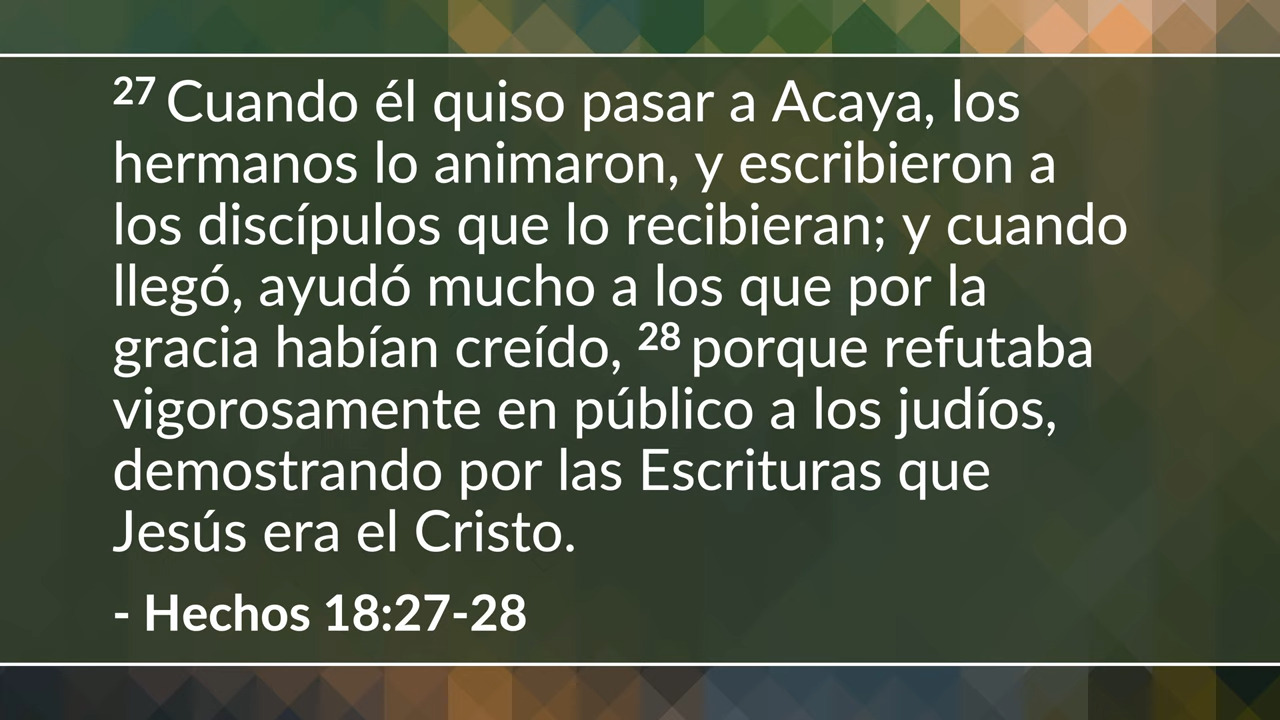 27 Cuando él quiso pasar a Acaya, los
hermanos lo animaron, y escribieron a
los discípulos que lo recibieran; y cuando
llegó, ayudó mucho a los que por la
gracia habían creído, 28 porque refutaba
vigorosamente en público a los judíos,
demostrando por las Escrituras que
Jesús era el Cristo.
- Hechos 18:27-28